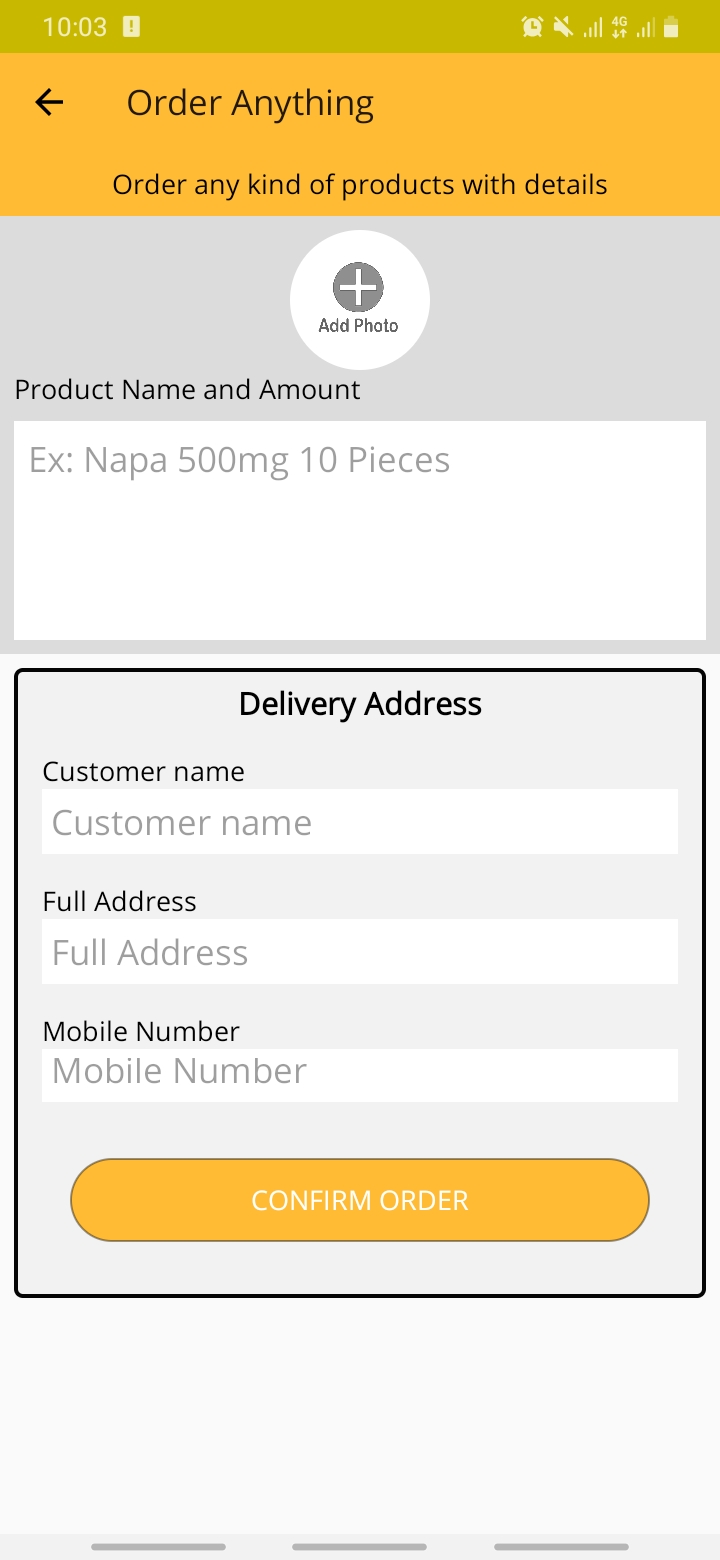 10:03
4G
Order Anything
Order any kind of products with details
Add Photo
Product Name and Amount
Ex: Napa 500mg 10 Pieces
Delivery Address
Customer name
Customer name
Full Address
Full Address
Mobile Number
Mobile Number
CONFIRM ORDER